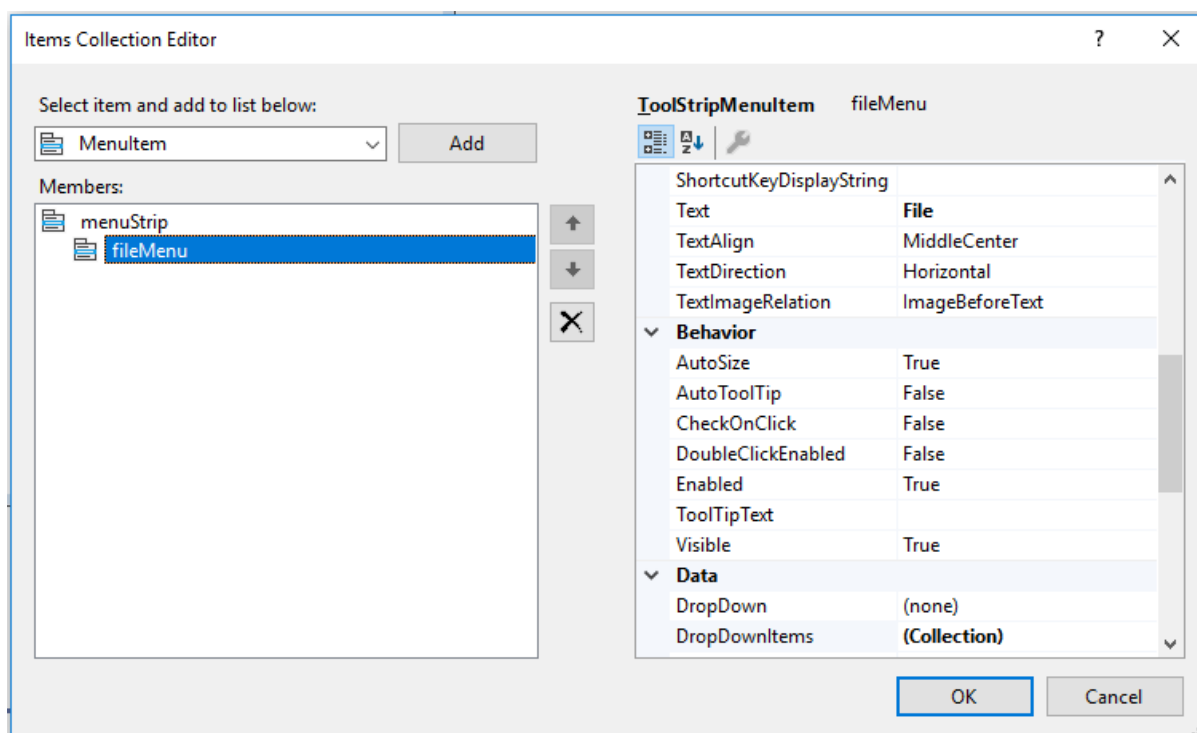 Items Collection Editor
?
Select item and add to list below:
MenuItem
Add
Members:
menuStrip
fileMenu
ToolStripMenuItem fileMenu
ShortcutKeyDisplayString
Text File
TextAlign MiddleCenter
TextDirection Horizontal
TextImageRelation ImageBeforeText
Behavior
AutoSize True
AutoToolTip False
CheckOnClick False
DoubleClickEnabled False
Enabled True
ToolTipText
Visible True
Data
DropDown (none)
DropDownItems (Collection)
OK Cancel